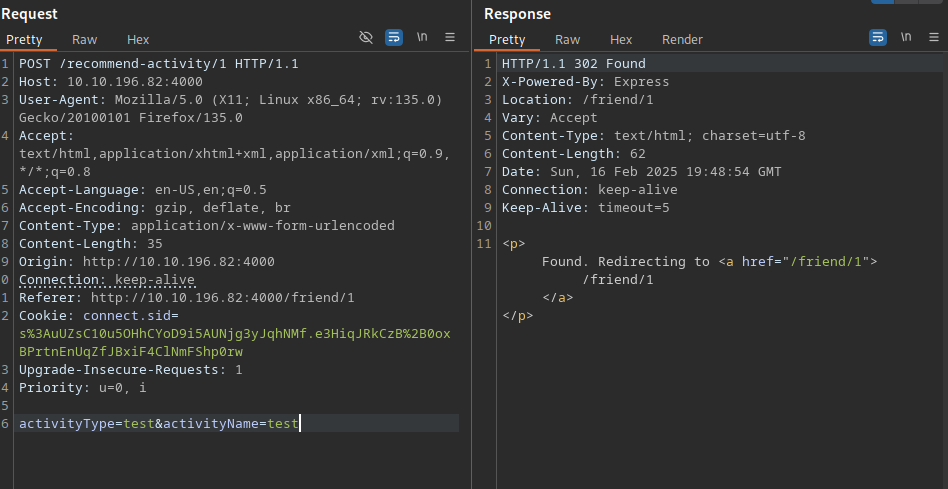 Request
Pretty Raw Hex \n
1 POST /recommend-activity/1 HTTP/1.1
2 Host: 10.10.196.82:4000
3 User-Agent: Mozilla/5.0 (X11; Linux x86_64; rv:135.0)
Gecko/20100101 Firefox/135.0
4 Accept:
text/html,application/xhtml+xml,application/xml;q=0.9,
*/*;q=0.8
5 Accept-Language: en-US,en;q=0.5
6 Accept-Encoding: gzip, deflate, br
7 Content-Type: application/x-www-form-urlencoded
8 Content-Length: 35
9 Origin: http://10.10.196.82:4000
0 Connection: keep-alive
1 Referer: http://10.10.196.82:4000/friend/1
2 Cookie: connect.sid=
s%3AuUZsC10u5OHhCYoD9i5AUNjg3yJqhNMf.e3HiqJRkCzB%2B0ox
BPrtnEnUqZfJBxiF4ClNmFShp0rw
3 Upgrade-Insecure-Requests: 1
4 Priority: u=0, i
5
6 activityType=test&activityName=test
Response
Pretty Raw Hex Render \n
1 HTTP/1.1 302 Found
2 X-Powered-By: Express
3 Location: /friend/1
4 Vary: Accept
5 Content-Type: text/html; charset=utf-8
6 Content-Length: 62
7 Date: Sun, 16 Feb 2025 19:48:54 GMT
8 Connection: keep-alive
9 Keep-Alive: timeout=5
10
11 <p>
Found. Redirecting to <a href="/friend/1">
/friend/1
</a>
</p>